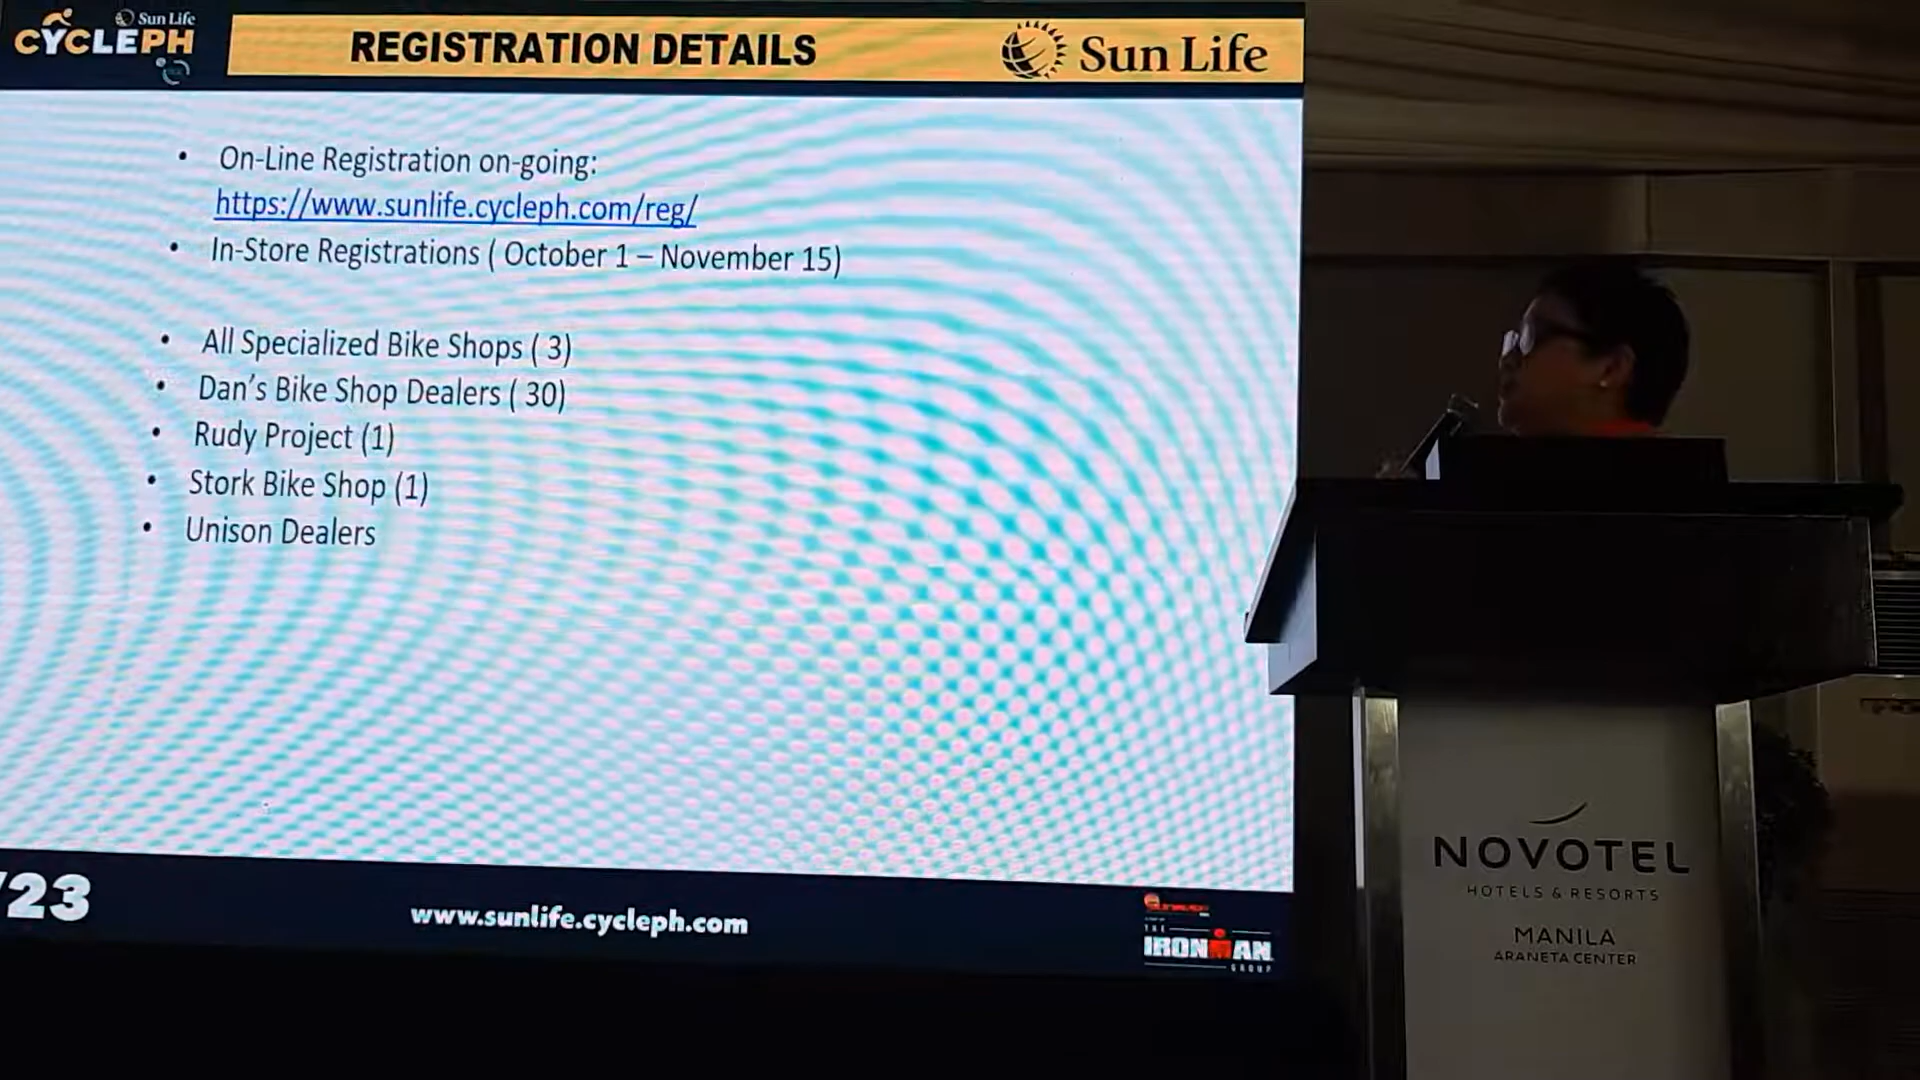 Sun Life
CYCLEPH
REGISTRATION DETAILS
Sun Life
• On-Line Registration on-going:
https://www.sunlife.cycleph.com/reg/
• In-Store Registrations ( October 1 – November 15)
• All Specialized Bike Shops ( 3)
• Dan's Bike Shop Dealers ( 30)
• Rudy Project (1)
• Stork Bike Shop (1)
• Unison Dealers
/23
www.sunlife.cycleph.com
THE
IRONMAN
GROUP
NOVOTEL
HOTELS & RESORTS
MANILA
ARANETA CENTER